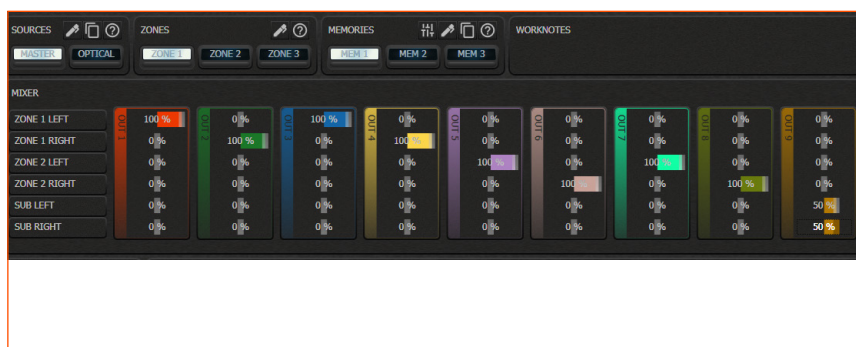 SOURCES ZONES MEMORIES WORKNOTES
MASTER OPTICAL ZONE 1 ZONE 2 ZONE 3 MEM 1 MEM 2 MEM 3
MIXER
OUT 1 OUT 2 OUT 3 OUT 4 OUT 5 OUT 6 OUT 7 OUT 8 OUT 9
ZONE 1 LEFT 100 % 0 % 100 % 0 % 0 % 0 % 0 % 0 % 0 %
ZONE 1 RIGHT 0 % 100 % 0 % 100 % 0 % 0 % 0 % 0 % 0 %
ZONE 2 LEFT 0 % 0 % 0 % 0 % 100 % 0 % 100 % 0 % 0 %
ZONE 2 RIGHT 0 % 0 % 0 % 0 % 0 % 100 % 0 % 100 % 0 %
SUB LEFT 0 % 0 % 0 % 0 % 0 % 0 % 0 % 0 % 50 %
SUB RIGHT 0 % 0 % 0 % 0 % 0 % 0 % 0 % 0 % 50 %